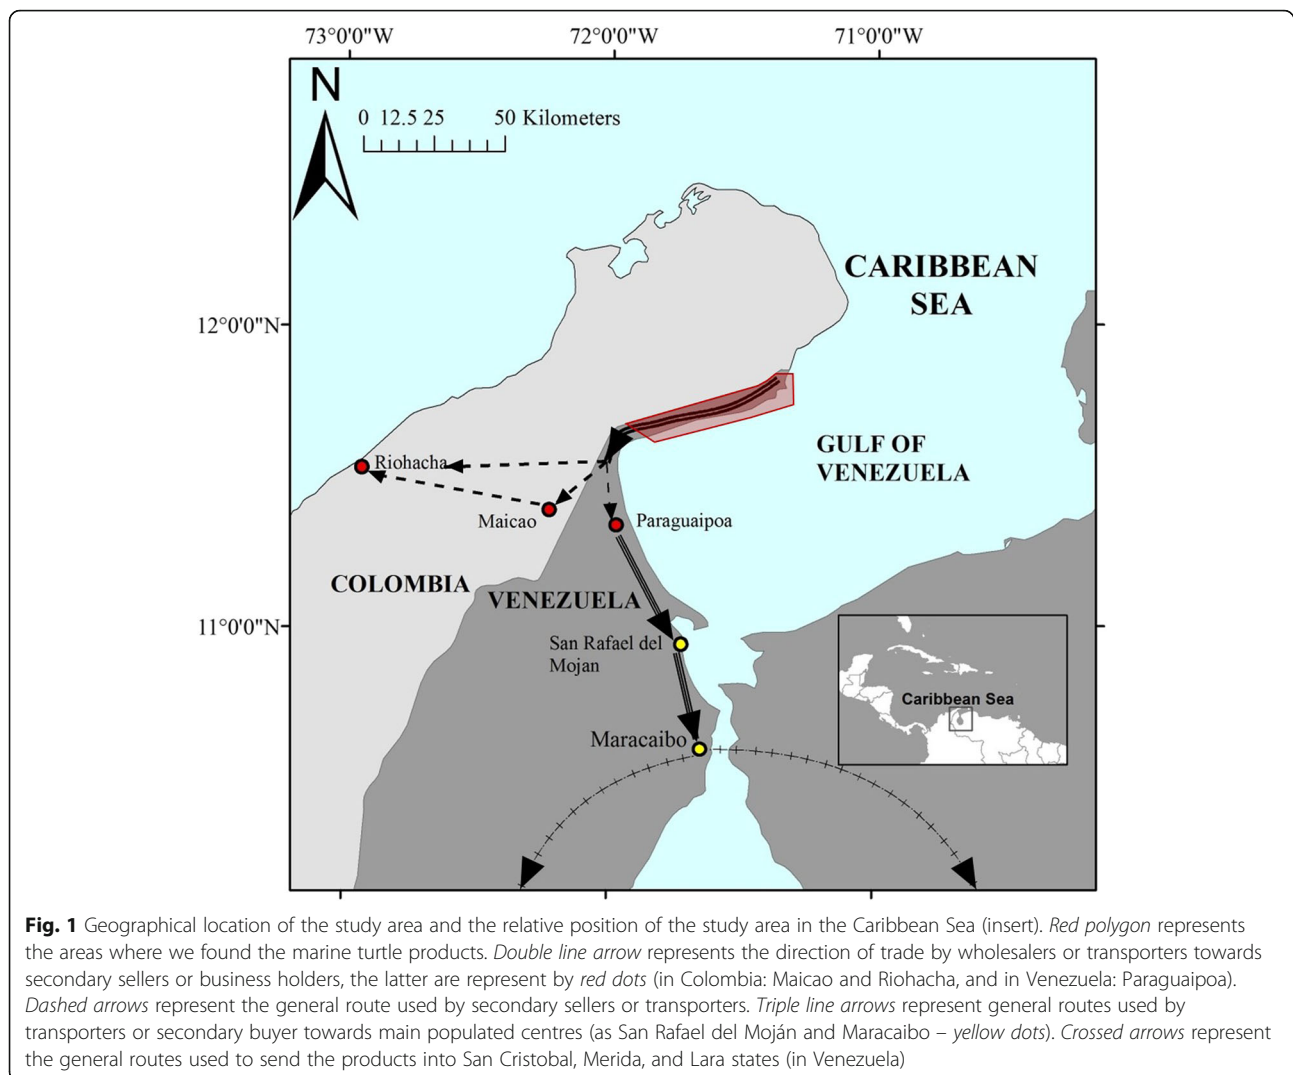 73°0'0"W 72°0'0"W 71°0'0"W
N
0 12.5 25 50 Kilometers
CARIBBEAN
SEA
12°0'0"N
GULF OF
VENEZUELA
Riohacha
Maicao
Paraguaipoa
COLOMBIA
VENEZUELA
11°0'0"N
San Rafael del
Mojan
Caribbean Sea
Maracaibo
Fig. 1 Geographical location of the study area and the relative position of the study area in the Caribbean Sea (insert). Red polygon represents
the areas where we found the marine turtle products. Double line arrow represents the direction of trade by wholesalers or transporters towards
secondary sellers or business holders, the latter are represent by red dots (in Colombia: Maicao and Riohacha, and in Venezuela: Paraguaipoa).
Dashed arrows represent the general route used by secondary sellers or transporters. Triple line arrows represent general routes used by
transporters or secondary buyer towards main populated centres (as San Rafael del Moján and Maracaibo – yellow dots). Crossed arrows represent
the general routes used to send the products into San Cristobal, Merida, and Lara states (in Venezuela)